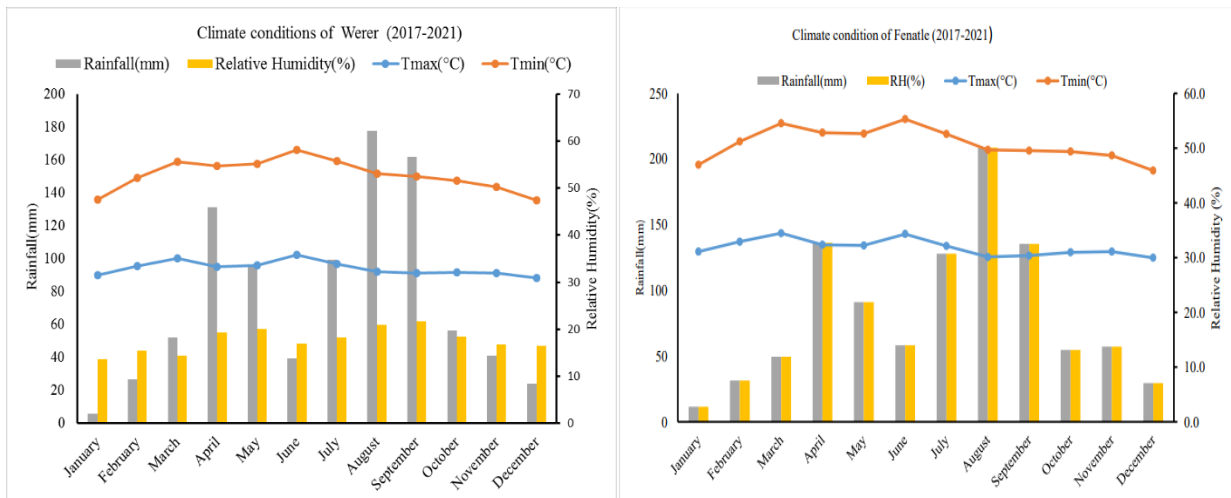 Climate conditions of Werer (2017-2021)
Rainfall(mm) Relative Humidity(%) Tmax(°C) Tmin(°C)
200
180
160
140
120
100
80
60
40
20
0
Rainfall(mm)
70
60
50
40
30
20
10
0
Relative Humidity(%)
January
February
March
April
May
June
July
August
September
October
November
December
Climate condition of Fenatle (2017-2021)
Rainfall(mm) RH(%) Tmax(°C) Tmin(°C)
250
200
150
100
50
0
Rainfall(mm)
60.0
50.0
40.0
30.0
20.0
10.0
0.0
Relative Humidity (%)
January
February
March
April
May
June
July
August
September
October
November
December